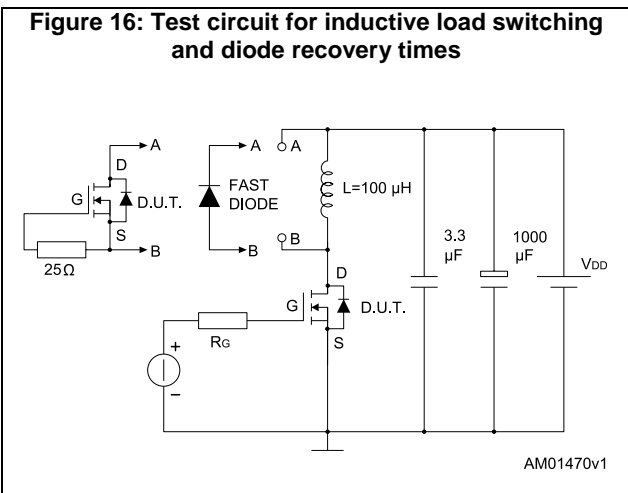 Figure 16: Test circuit for inductive load switching
and diode recovery times
A
A
A
D
G
D.U.T.
S
B
25Ω
FAST
DIODE
B
B
L=100 µH
D
G
D.U.T.
S
RG
+
-
3.3
µF
1000
µF
VDD
AM01470v1